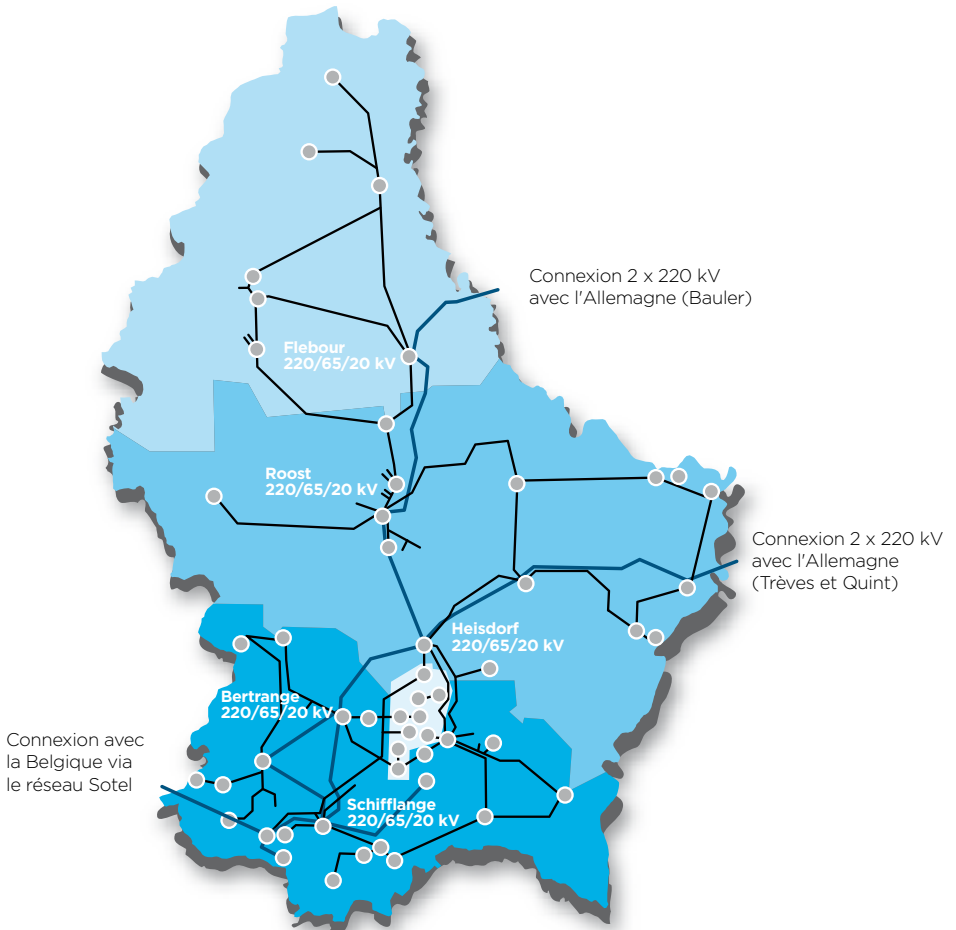 Connexion 2 x 220 kV
avec l'Allemagne (Bauler)
Flebour
220/65/20 kV
Roost
220/65/20 kV
Connexion 2 x 220 kV
avec l'Allemagne
(Trèves et Quint)
Heisdorf
220/65/20 kV
Bertrange
220/65/20 kV
Connexion avec
la Belgique via
le réseau Sotel
Schifflange
220/65/20 kV